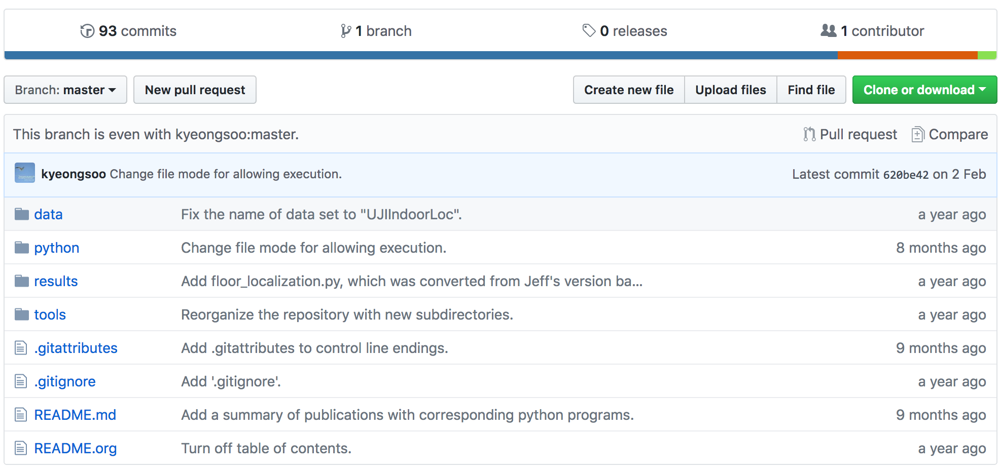 93 commits 1 branch 0 releases 1 contributor
Branch: master New pull request Create new file Upload files Find file Clone or download
This branch is even with kyeongsoo:master. Pull request Compare
kyeongsoo Change file mode for allowing execution. Latest commit 620be42 on 2 Feb
data Fix the name of data set to "UJIIndoorLoc". a year ago
python Change file mode for allowing execution. 8 months ago
results Add floor_localization.py, which was converted from Jeff's version ba... a year ago
tools Reorganize the repository with new subdirectories. a year ago
.gitattributes Add .gitattributes to control line endings. 9 months ago
.gitignore Add '.gitignore'. a year ago
README.md Add a summary of publications with corresponding python programs. 9 months ago
README.org Turn off table of contents. a year ago